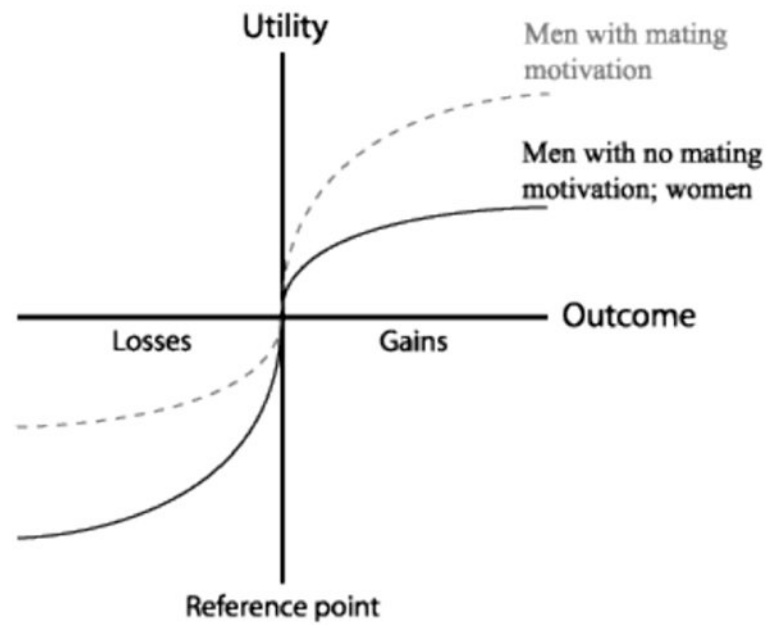 Utility
Men with mating
motivation
Men with no mating
motivation; women
Outcome
Losses
Gains
Reference point